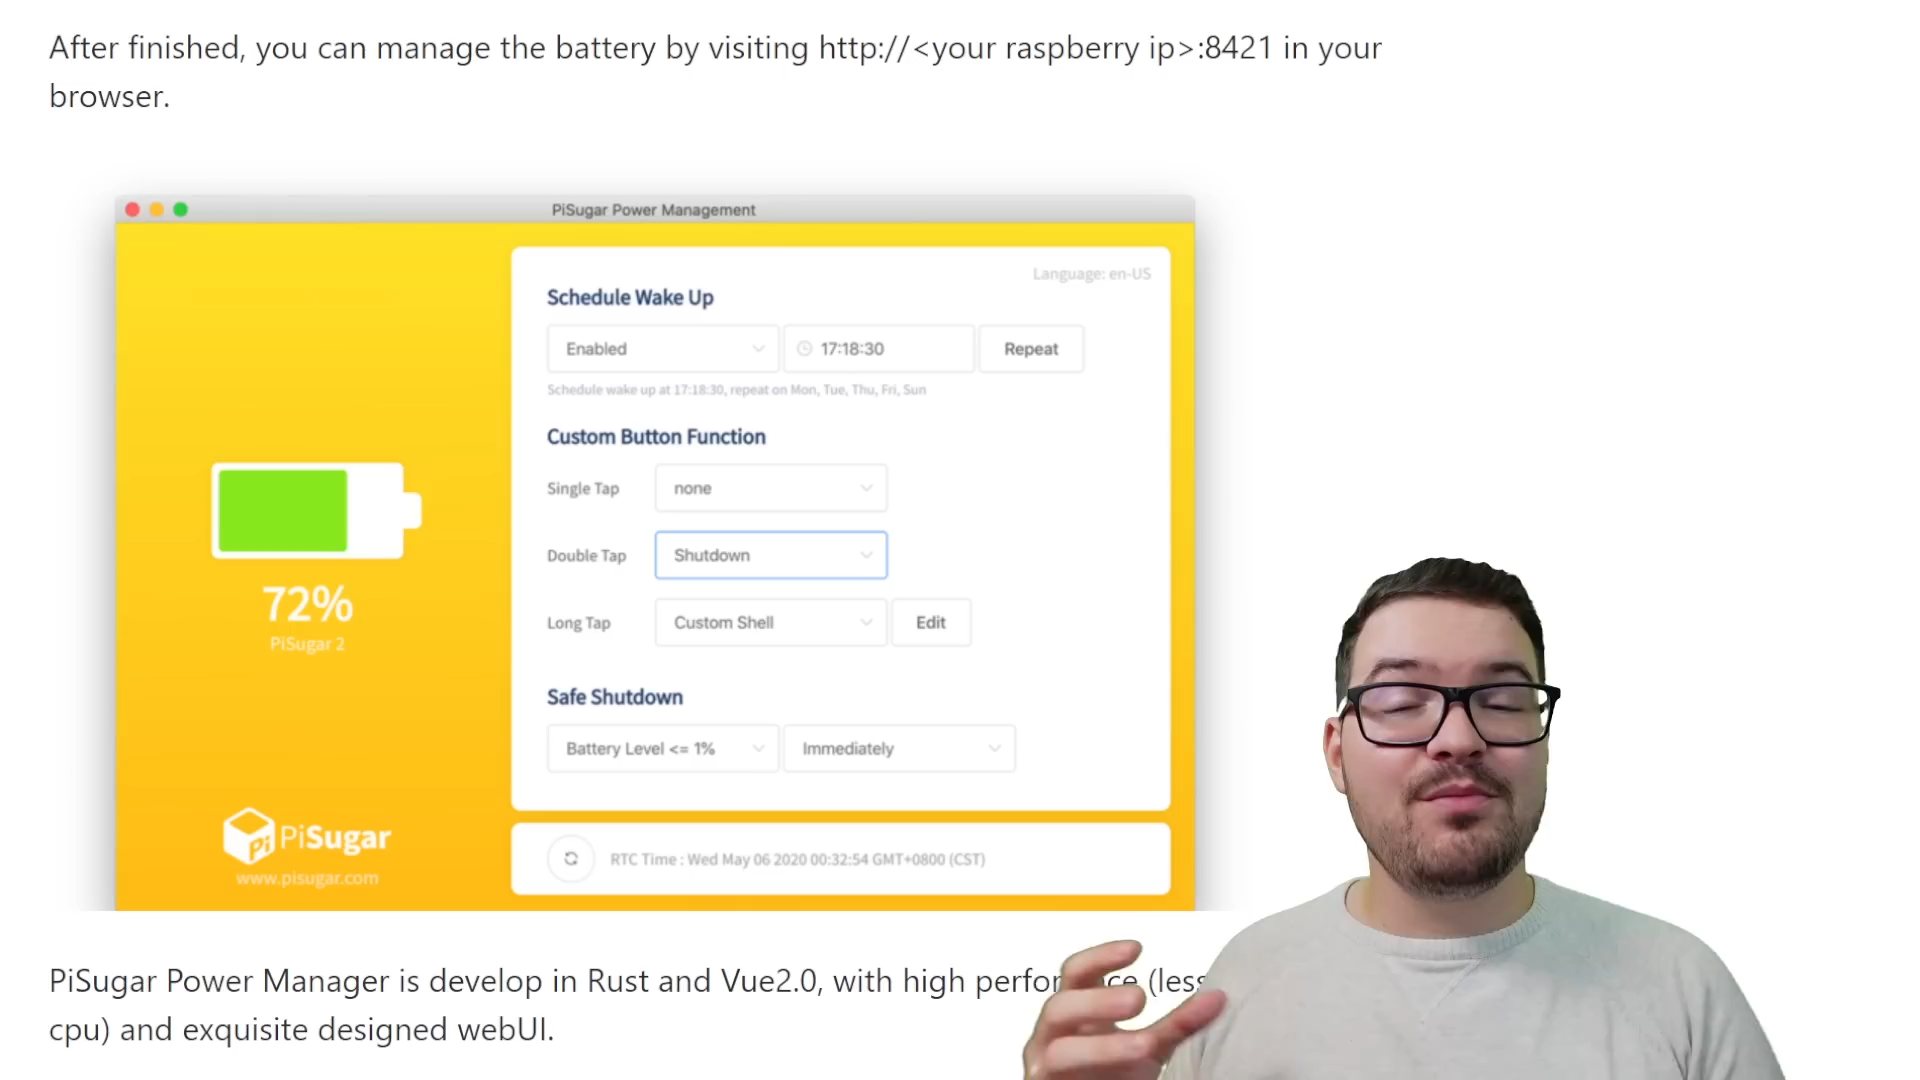 After finished, you can manage the battery by visiting http://<your raspberry ip>:8421 in your
browser.
PiSugar Power Management
Language: en-US
Schedule Wake Up
Enabled
17:18:30
Repeat
Schedule wake up at 17:18:30, repeat on Mon, Tue, Thu, Fri, Sun
Custom Button Function
Single Tap
none
Double Tap
Shutdown
Long Tap
Custom Shell
Edit
72%
PiSugar 2
Safe Shutdown
Battery Level <= 1%
Immediately
Pi PiSugar
www.pisugar.com
RTC Time : Wed May 06 2020 00:32:54 GMT+0800 (CST)
PiSugar Power Manager is develop in Rust and Vue2.0, with high (less
cpu) and exquisite designed webUI.